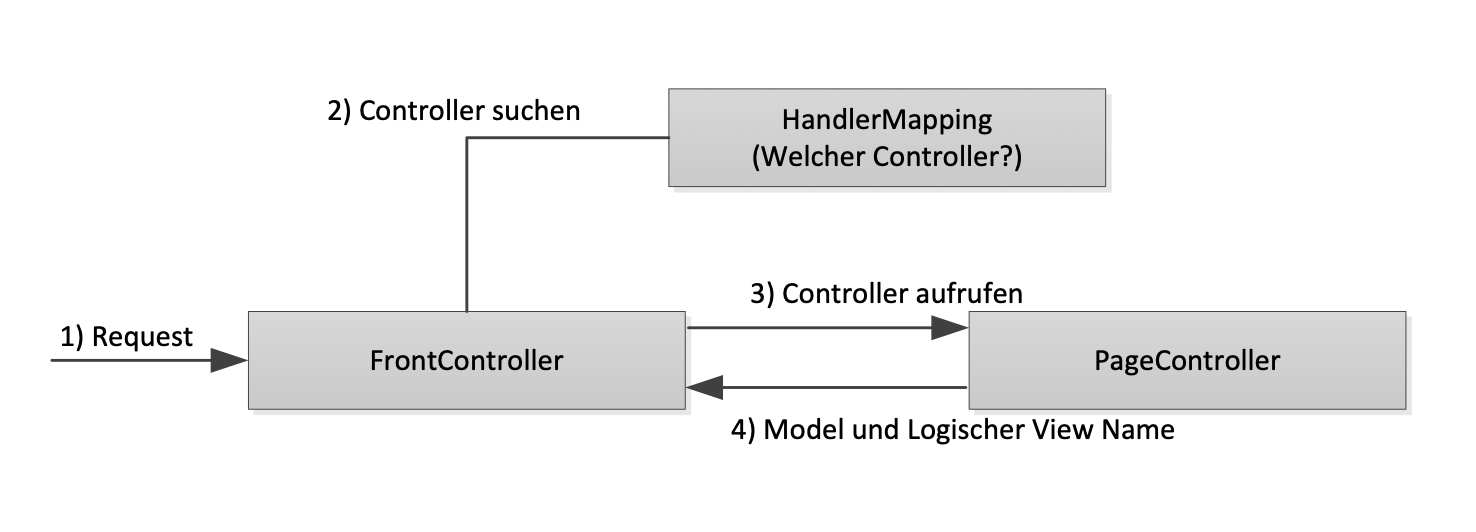 2) Controller suchen
HandlerMapping
(Welcher Controller?)
3) Controller aufrufen
1) Request
FrontController
PageController
4) Model und Logischer View Name